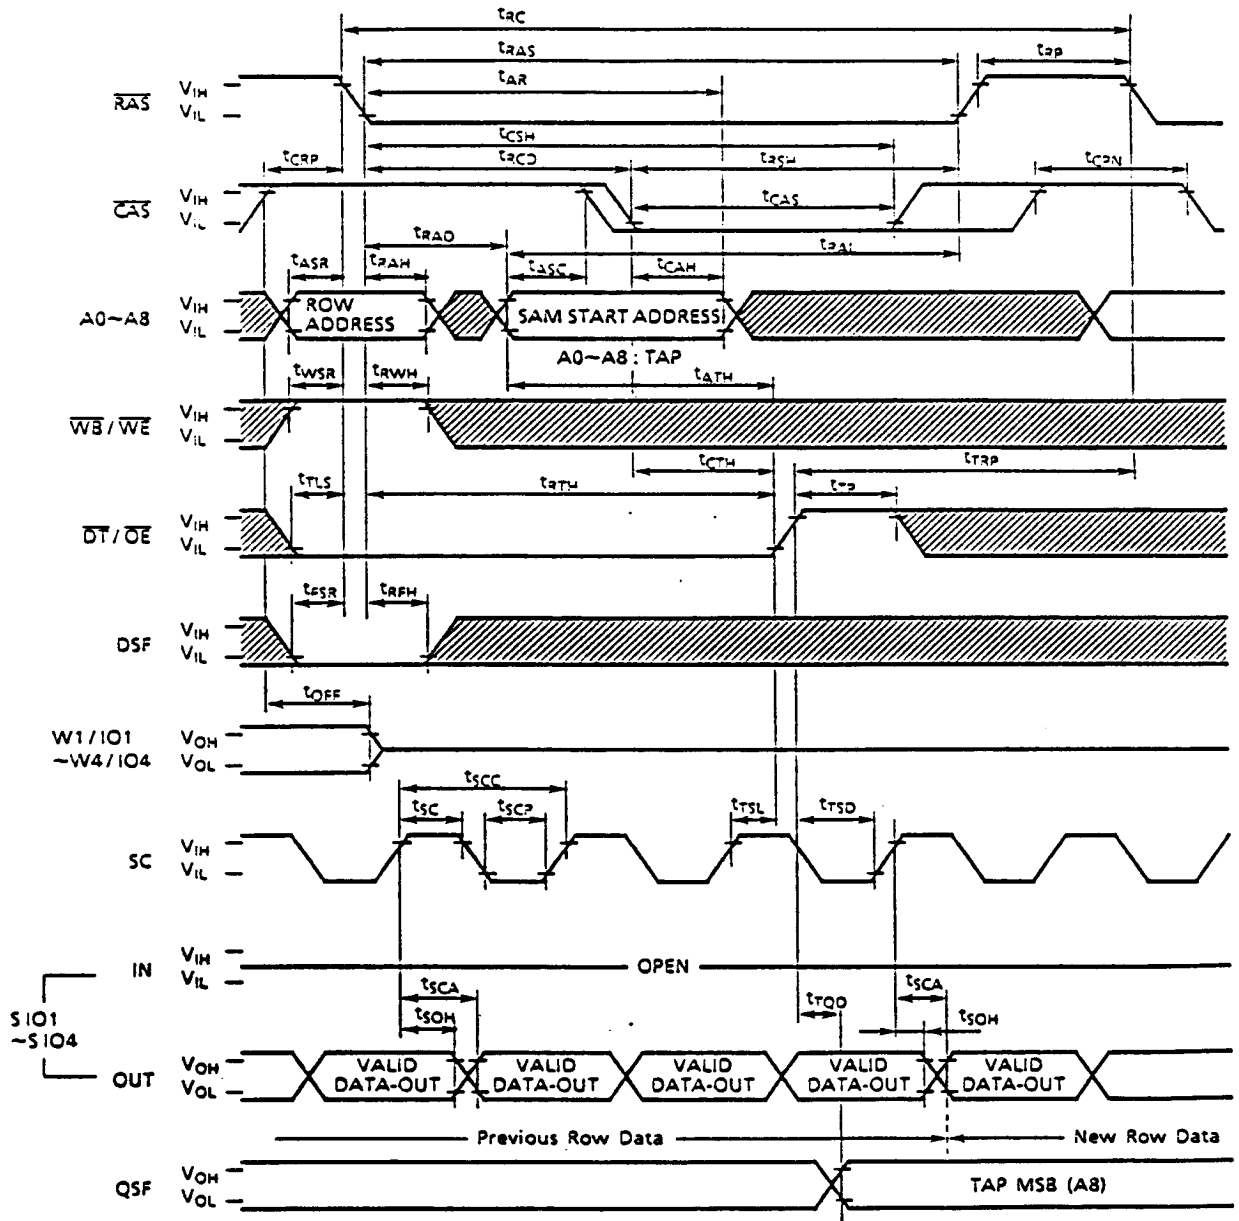 tRC
tRAS
tRP
tAR
RAS VIH
VIL
tCSH
tCRP tRCD tRSH tCPN
CAS VIH
VIL
tCAS
tRAD tRAL
tASR tRAH tASC tCAH
A0~A8 VIH
VIL
ROW
ADDRESS
SAM START ADDRESS
A0~A8 : TAP
tWSR tRWH tATH
WB/WE VIH
VIL
tCTH tTRP
tTLS tRTH tTP
DT/OE VIH
VIL
tFSR tRFH
DSF VIH
VIL
tOFF
W1/IO1
~W4/IO4
VOH
VOL
tSCC
tSC tSCP tTSL tTSD
SC VIH
VIL
IN VIH
VIL
OPEN
SIO1
~SIO4
tSCA tTQD tSCA
tSOH tSOH
OUT VOH
VOL
VALID
DATA-OUT
VALID
DATA-OUT
VALID
DATA-OUT
VALID
DATA-OUT
VALID
DATA-OUT
Previous Row Data New Row Data
QSF VOH
VOL
TAP MSB (A8)